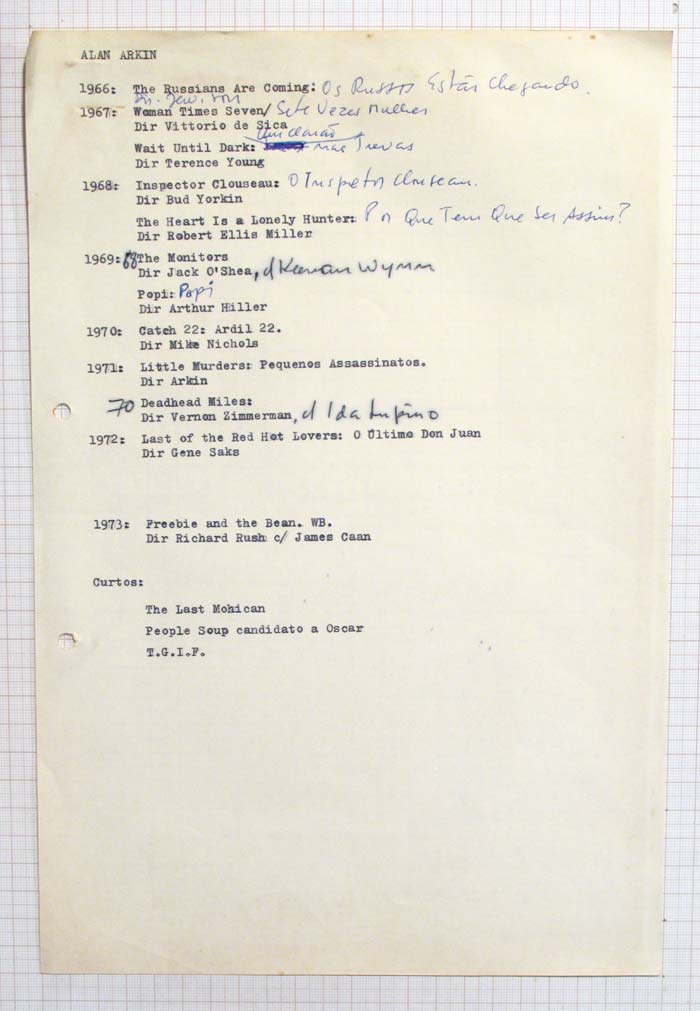 ALAN ARKIN
1966: The Russians Are Coming: Os Russos Estão Chegando.
Dir. Jewison
1967: Woman Times Seven/ Sete Vezes Mulher
Dir Vittorio de Sica
Um Clarão
Wait Until Dark: nas Trevas
Dir Terence Young
1968: Inspector Clouseau: O Inspetor Clouseau.
Dir Bud Yorkin
The Heart Is a Lonely Hunter: Por Que Tem Que Ser Assim?
Dir Robert Ellis Miller
1969: 68 The Monitors
Dir Jack O'Shea, c/ Keenan Wynn
Popi: Popi
Dir Arthur Hiller
1970: Catch 22: Ardil 22.
Dir Mike Nichols
1971: Little Murders: Pequenos Assassinatos.
Dir Arkin
70 Deadhead Miles:
Dir Vernon Zimmerman, c/ Ida Lupino
1972: Last of the Red Hot Lovers: O Último Don Juan
Dir Gene Saks
1973: Freebie and the Bean. WB.
Dir Richard Rush c/ James Caan
Curtos:
The Last Mohican
People Soup candidato a Oscar
T.G.I.F.